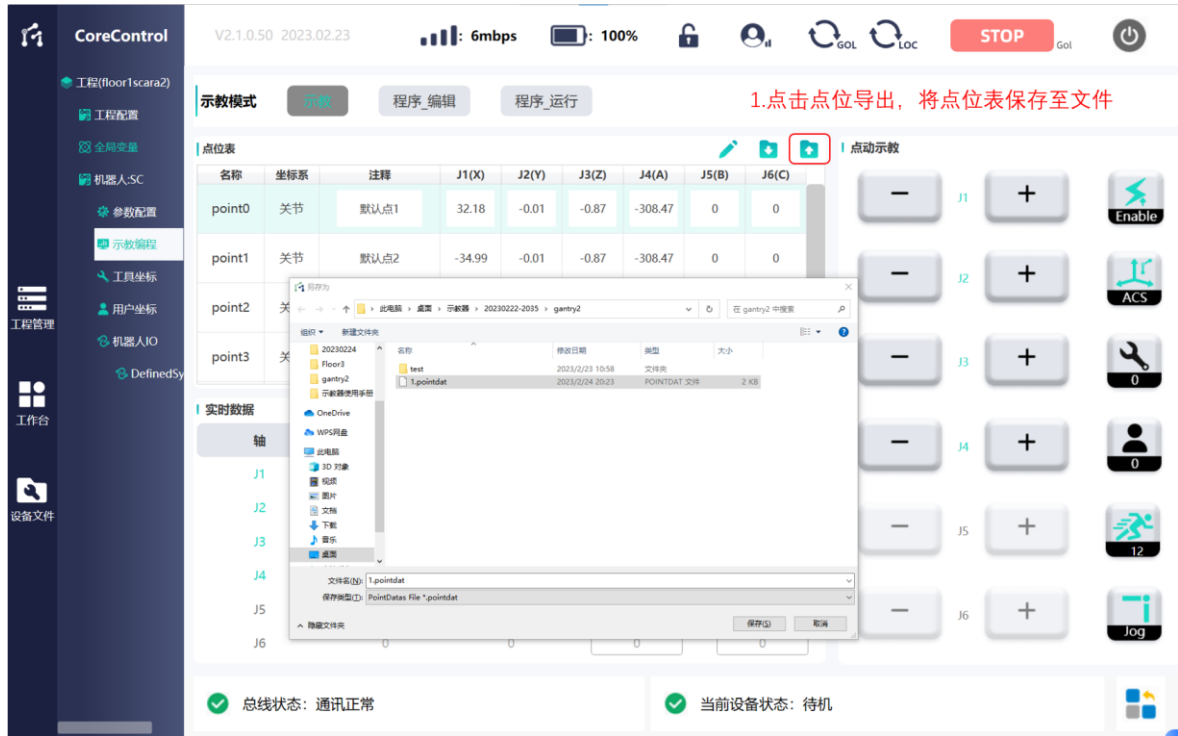 CoreControl
V2.1.0.50 2023.02.23
: 6mbps
: 100%
GOL
LOC
STOP
Gol
工程(floor1scara2)
工程配置
全局变量
机器人:SC
参数配置
示教编程
工具坐标
用户坐标
机器人IO
DefinedSy
工程管理
工作台
设备文件
示教模式
示教
程序_编辑
程序_运行
1.点击点位导出，将点位表保存至文件
点位表
名称 坐标系 注释 J1(X) J2(Y) J3(Z) J4(A) J5(B) J6(C)
point0 关节 默认点1 32.18 -0.01 -0.87 -308.47 0 0
point1 关节 默认点2 -34.99 -0.01 -0.87 -308.47 0 0
point2 关
point3 关
实时数据
轴
J1
J2
J3
J4
J5
J6 0 0 0 0
另存为
此电脑 › 桌面 › 示教器 › 20230222-2035 › gantry2
在 gantry2 中搜索
组织 新建文件夹
20230224
Floor3
gantry2
示教器使用手册
OneDrive
WPS网盘
此电脑
3D 对象
视频
图片
文档
下载
音乐
桌面
名称 修改日期 类型 大小
test 2023/2/23 10:58 文件夹
1.pointdat 2023/2/24 20:23 POINTDAT 文件 2 KB
文件名(N): 1.pointdat
保存类型(T): PointDatas File *.pointdat
隐藏文件夹
保存(S) 取消
点动示教
− J1 + Enable
− J2 + ACS
− J3 + 0
− J4 + 0
− J5 + 12
− J6 + Jog
总线状态：通讯正常
当前设备状态：待机